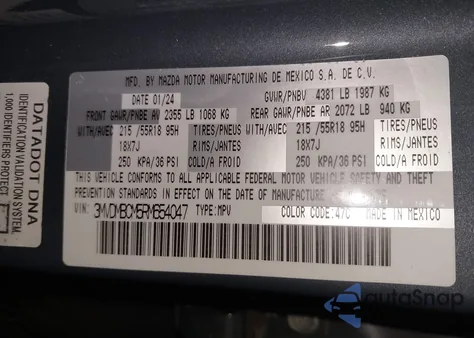 MFD. BY MAZDA MOTOR MANUFACTURING DE MEXICO S.A. DE C.V.
DATE 01/24 GVWR/PNBV 4381 LB 1987 KG
FRONT GAWR/PNBE AV 2355 LB 1068 KG REAR GAWR/PNBE AR 2072 LB 940 KG
WITH/AVEC 215/55R18 95H TIRES/PNEUS WITH/AVEC 215/55R18 95H TIRES/PNEUS
18X7J RIMS/JANTES 18X7J RIMS/JANTES
250 KPA/36 PSI COLD/A FROID 250 KPA/36 PSI COLD/A FROID
THIS VEHICLE CONFORMS TO ALL APPLICABLE FEDERAL MOTOR VEHICLE SAFETY AND THEFT
PREVENTION STANDARDS IN EFFECT ON THE DATE OF MANUFACTURE SHOWN ABOVE.
VIN: 3MVDMBCM5RM654047 TYPE: MPV COLOR CODE:47C MADE IN MEXICO
DATADOT DNA
IDENTIFICATION SYSTEM
1,000 IDENTIFIERS PROTECT
autaSnap